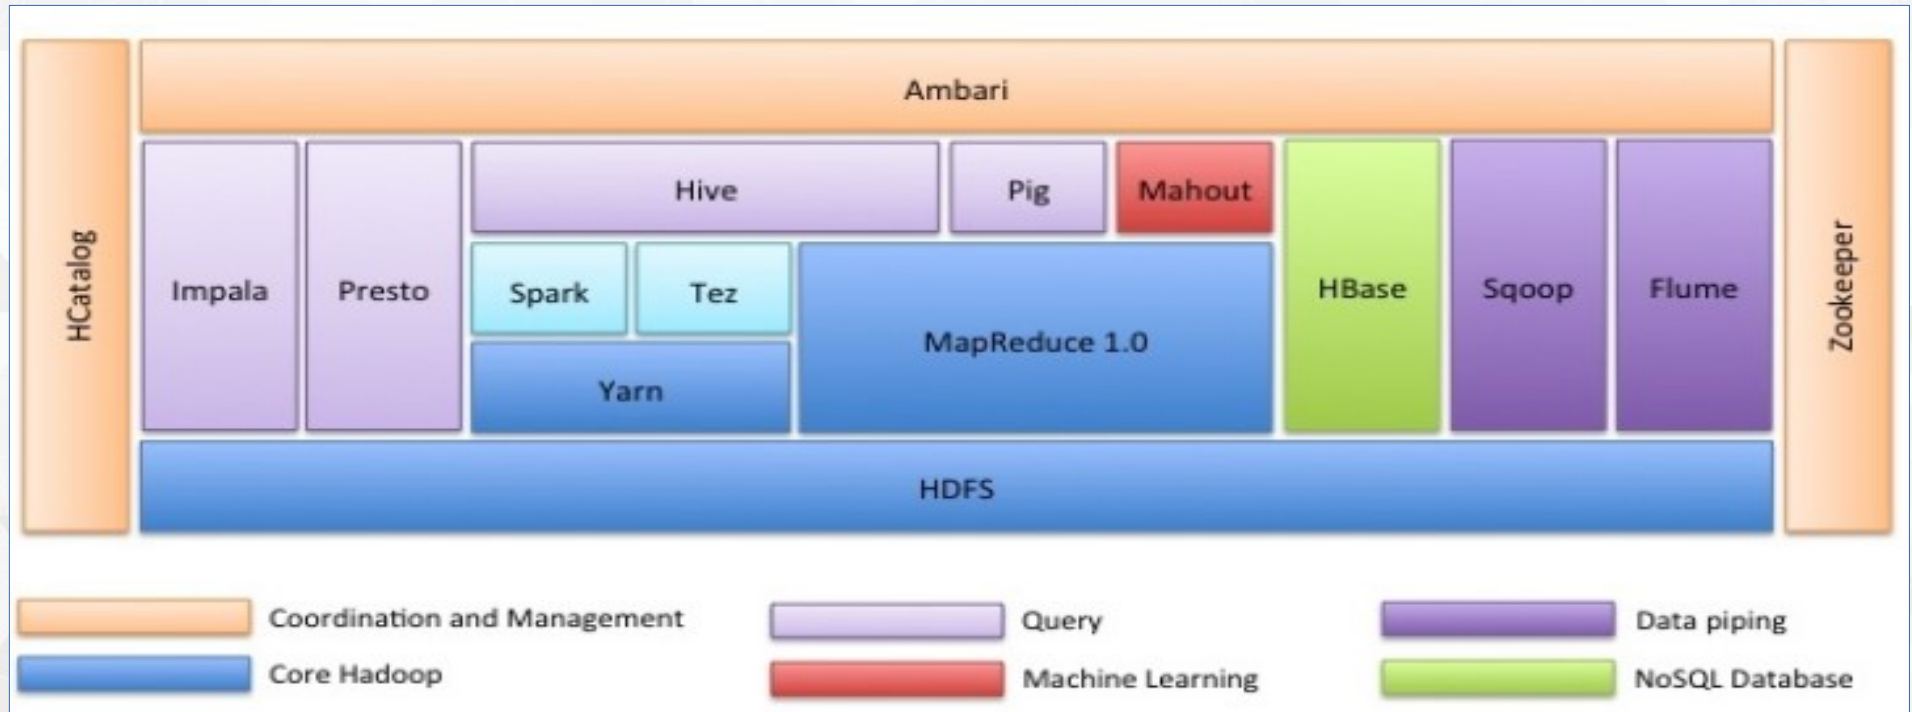 Ambari
HCatalog
Impala
Presto
Hive
Pig
Mahout
Spark
Tez
MapReduce 1.0
Yarn
HBase
Sqoop
Flume
Zookeeper
HDFS
Coordination and Management
Query
Data piping
Core Hadoop
Machine Learning
NoSQL Database